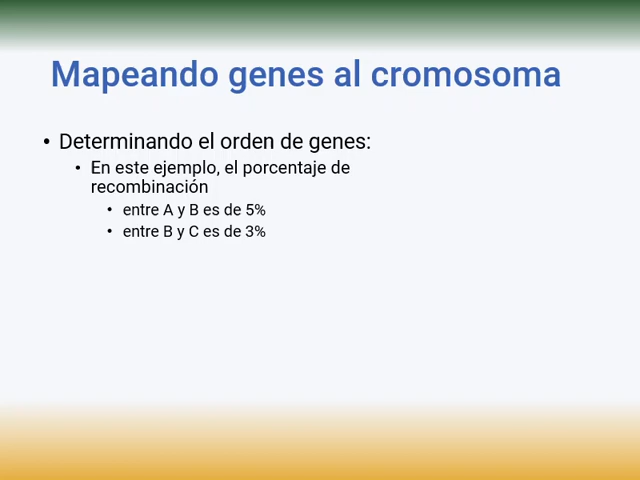 Mapeando genes al cromosoma
• Determinando el orden de genes:
• En este ejemplo, el porcentaje de
recombinación
• entre A y B es de 5%
• entre B y C es de 3%